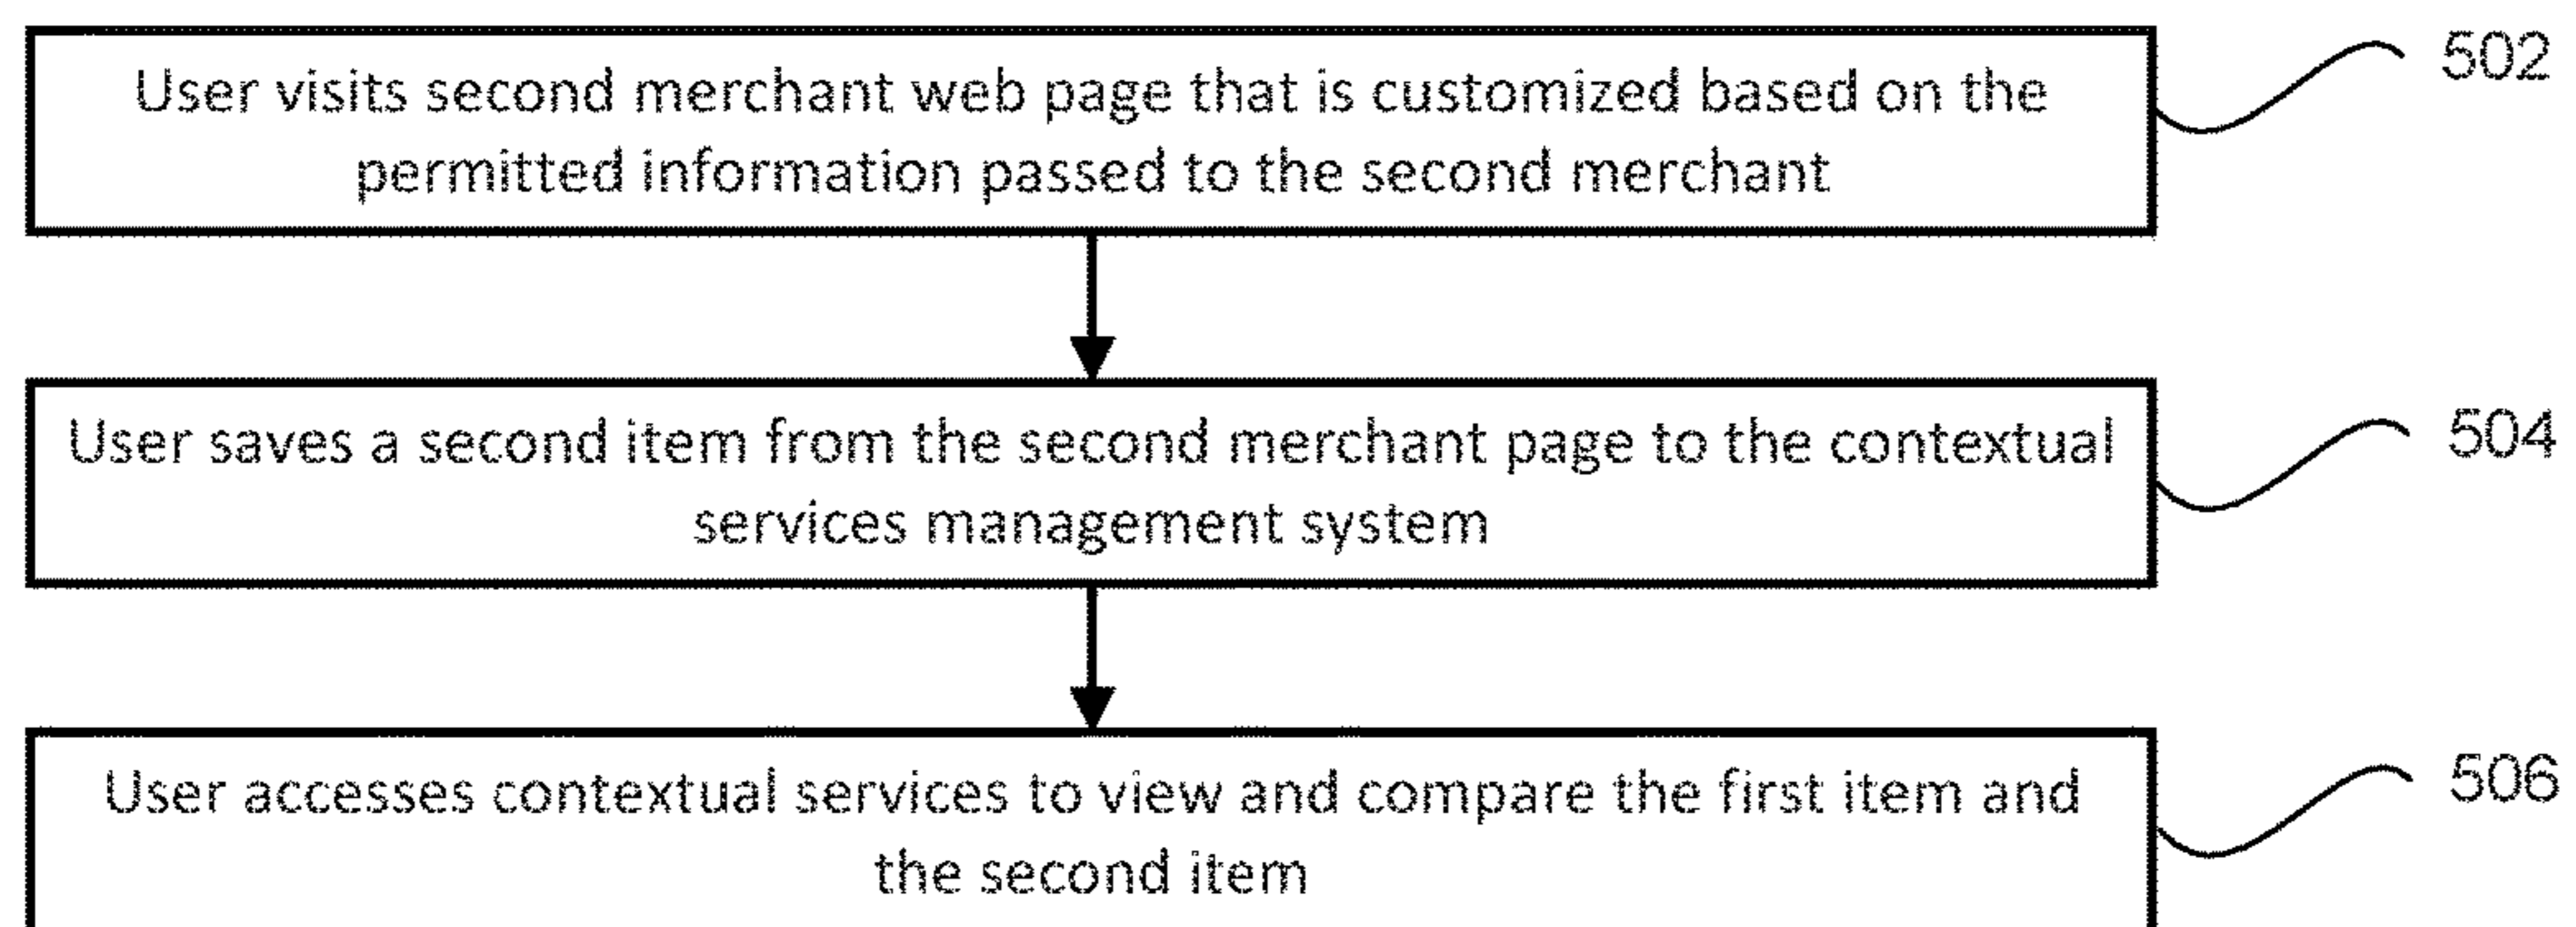 User visits second merchant web page that is customized based on the
permitted information passed to the second merchant
502
User saves a second item from the second merchant page to the contextual
services management system
504
User accesses contextual services to view and compare the first item and
the second item
506